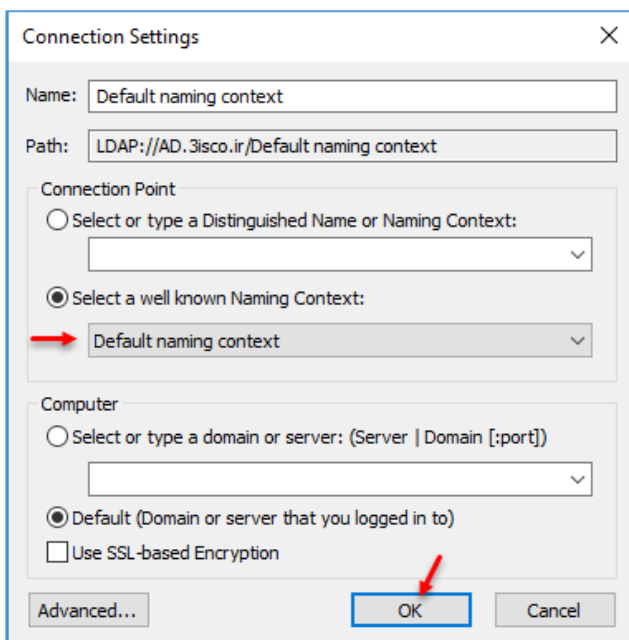 Connection Settings
Name: Default naming context
Path: LDAP://AD.3isco.ir/Default naming context
Connection Point
Select or type a Distinguished Name or Naming Context:
Select a well known Naming Context:
Default naming context
Computer
Select or type a domain or server: (Server | Domain [:port])
Default (Domain or server that you logged in to)
Use SSL-based Encryption
Advanced... OK Cancel